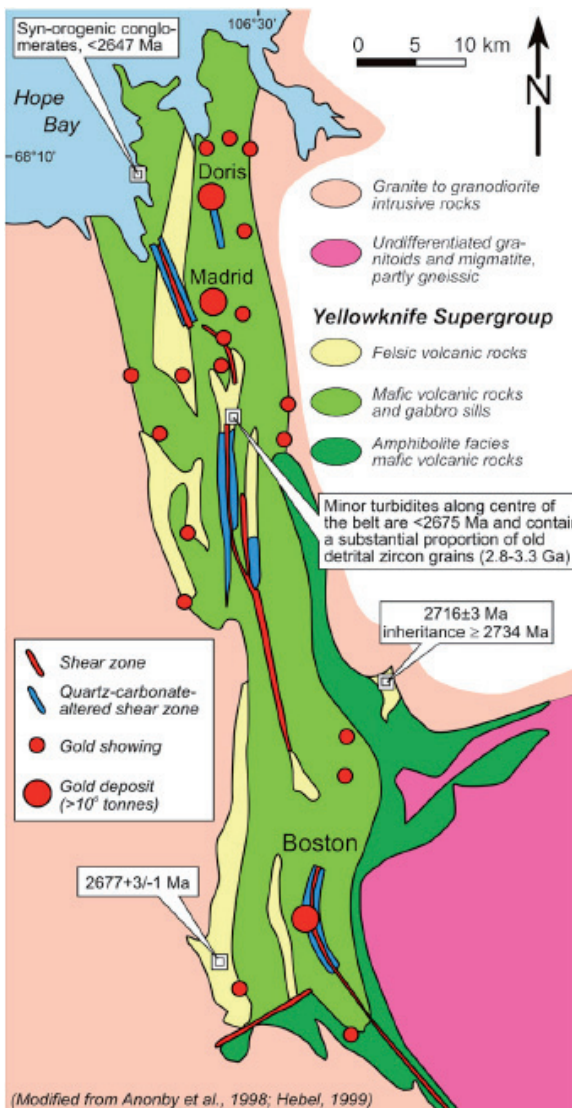 Syn-orogenic conglo-
merates, <2647 Ma
106°30'
0 5 10 km
N
Hope
Bay
68°10'
Doris
Madrid
Granite to granodiorite
intrusive rocks
Undifferentiated gra-
nitoids and migmatite,
partly gneissic
Yellowknife Supergroup
Felsic volcanic rocks
Mafic volcanic rocks
and gabbro sills
Amphibolite facies
mafic volcanic rocks
Minor turbidites along centre of
the belt are <2675 Ma and contain
a substantial proportion of old
detrital zircon grains (2.8-3.3 Ga)
2716±3 Ma
inheritance ≥ 2734 Ma
Shear zone
Quartz-carbonate-
altered shear zone
Gold showing
Gold deposit
(>10⁶ tonnes)
Boston
2677+3/-1 Ma
(Modified from Anonby et al., 1998; Hebel, 1999)